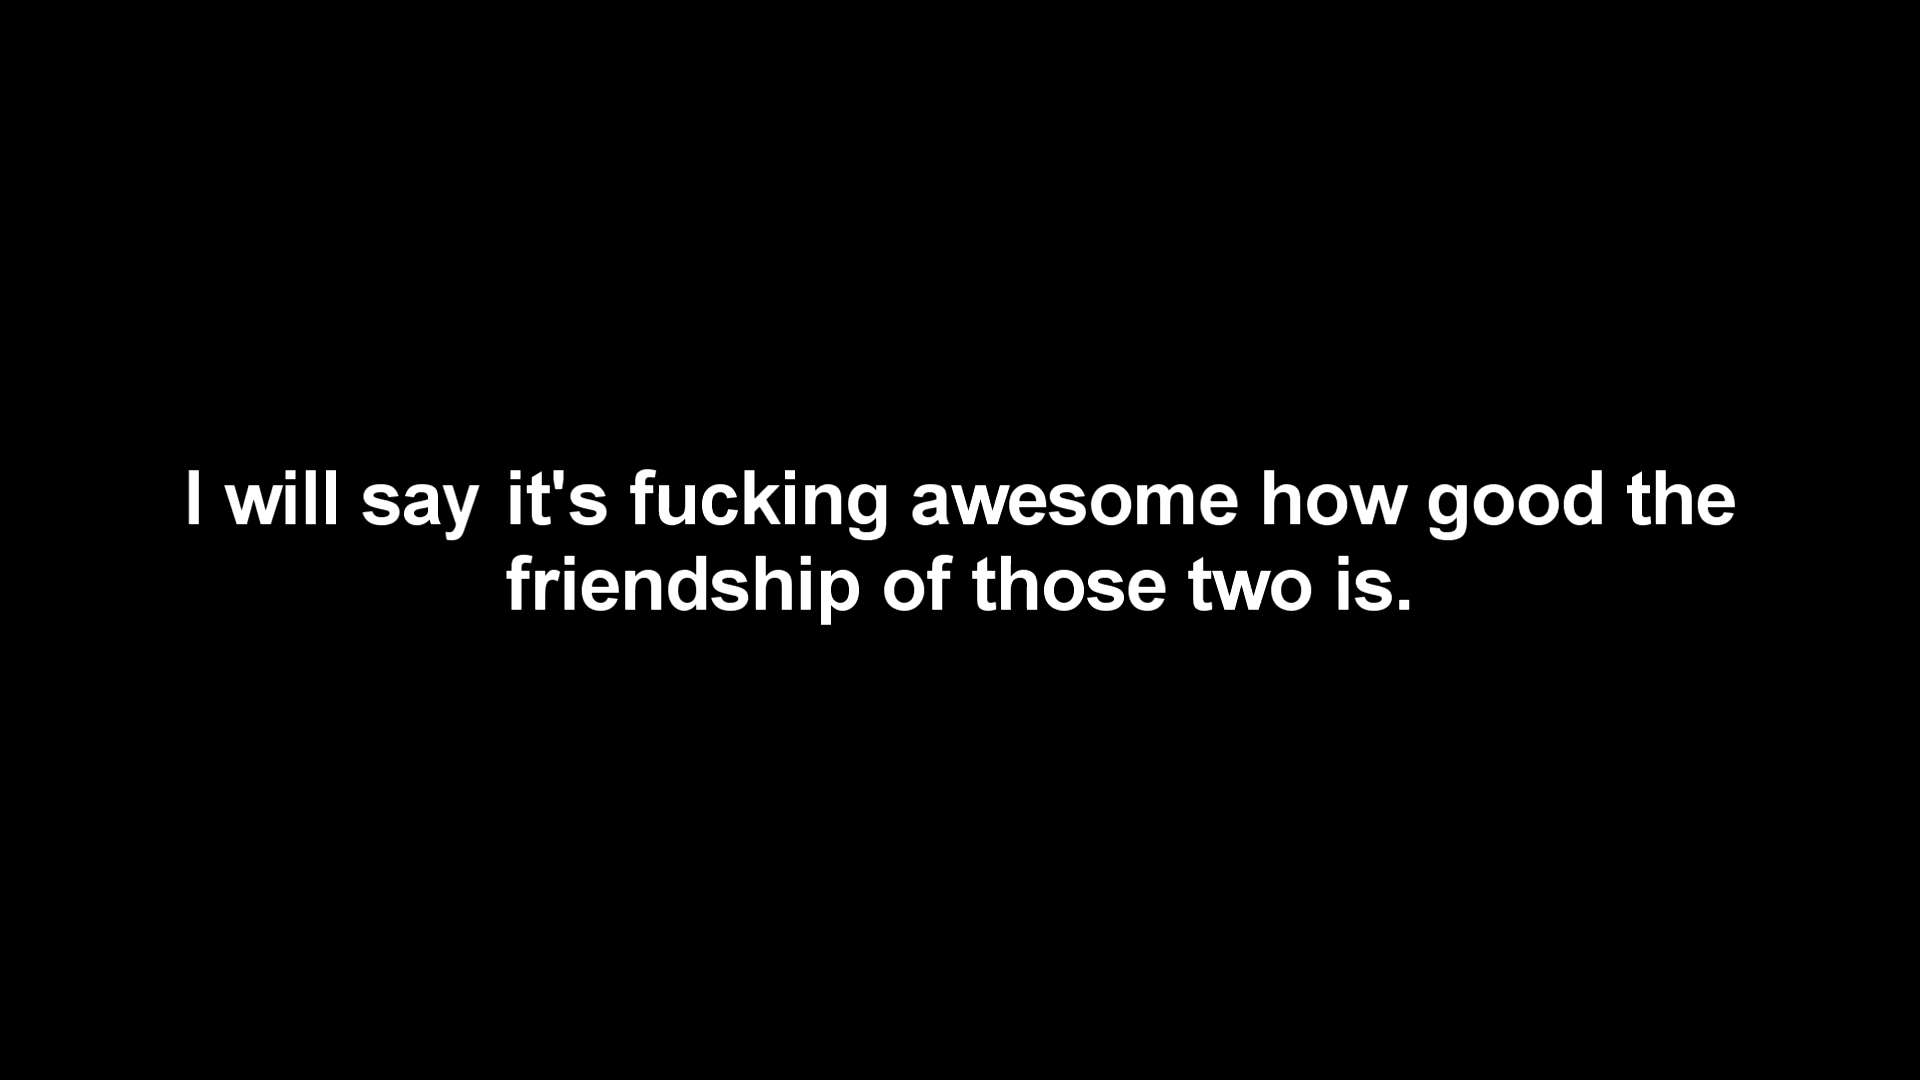 I will say it's fucking awesome how good the
friendship of those two is.